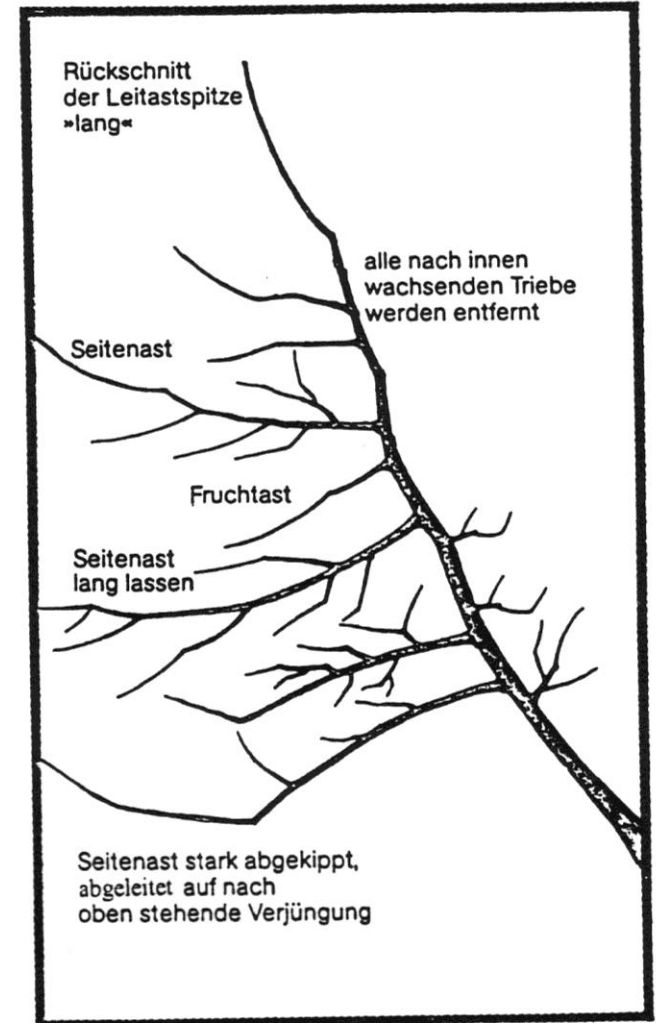 Rückschnitt
der Leitastspitze
»lang«
alle nach innen
wachsenden Triebe
werden entfernt
Seitenast
Fruchtast
Seitenast
lang lassen
Seitenast stark abgekippt,
abgeleitet auf nach
oben stehende Verjüngung